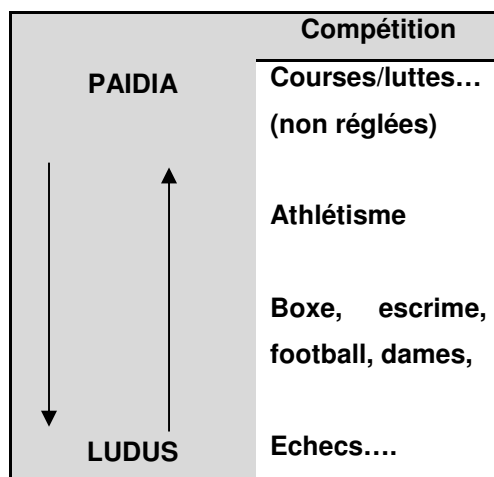 Compétition
PAIDIA
Courses/luttes…
(non réglées)
Athlétisme
Boxe, escrime,
football, dames,
LUDUS
Echecs….